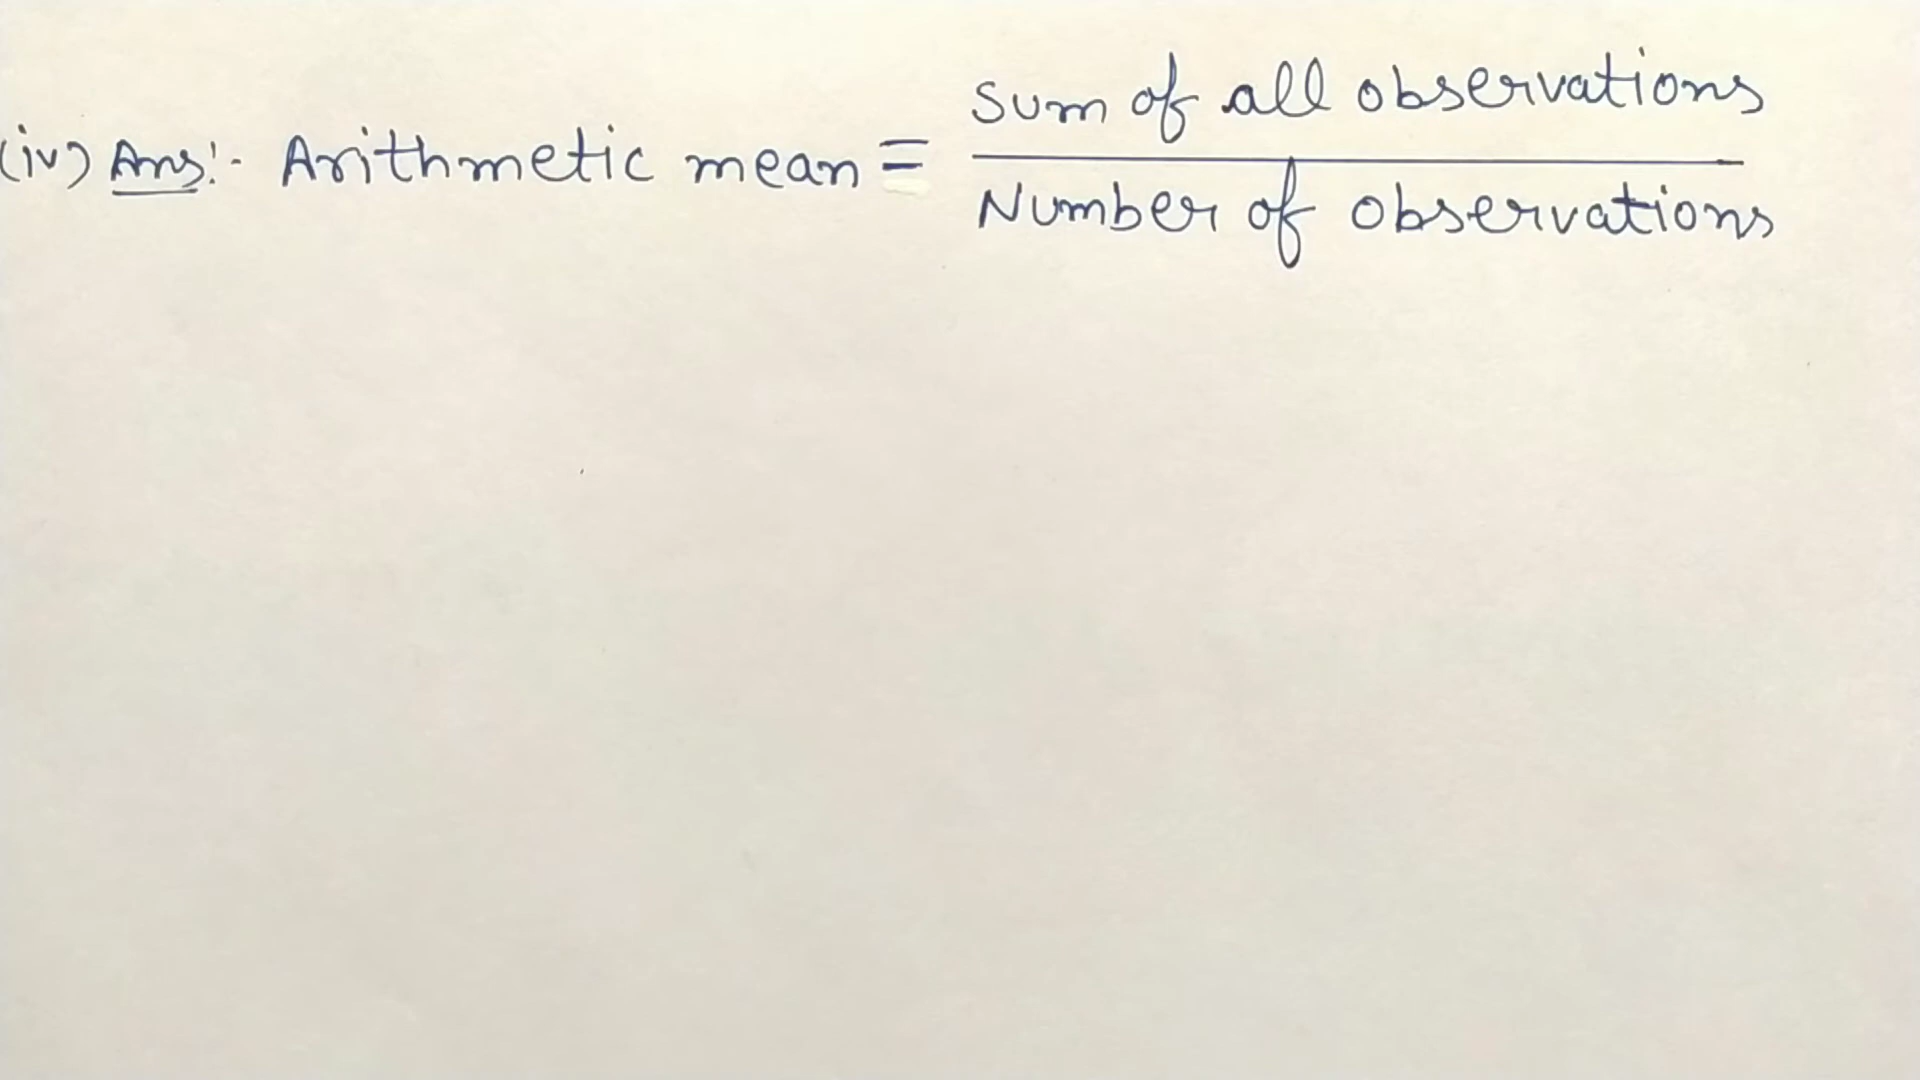 sum of all observations
(iv) Ans:- Arithmetic mean =
Number of observations